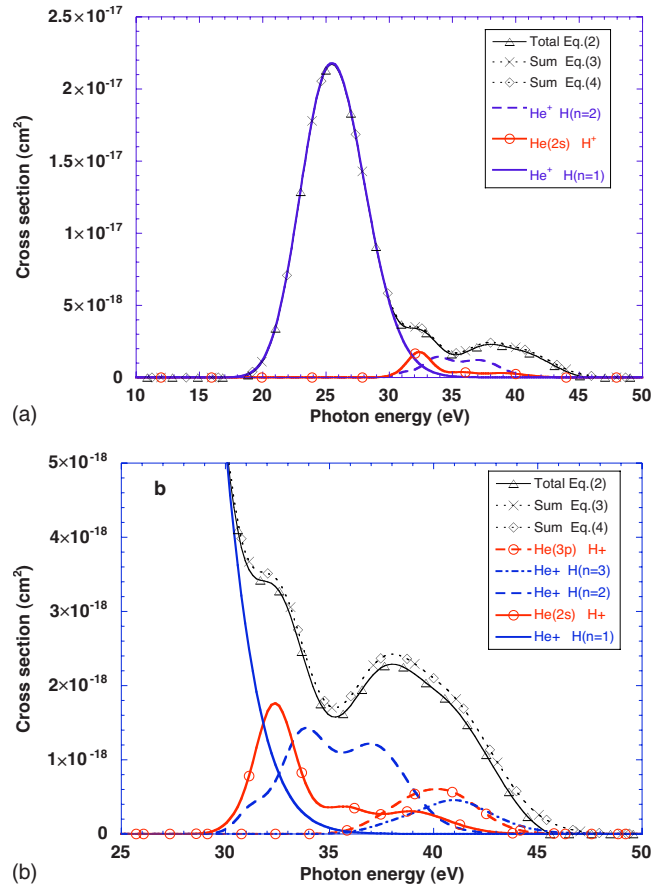 2.5×10⁻¹⁷
2×10⁻¹⁷
1.5×10⁻¹⁷
1×10⁻¹⁷
5×10⁻¹⁸
0
Cross section (cm²)
Total Eq.(2)
Sum Eq.(3)
Sum Eq.(4)
He⁺ H(n=2)
He(2s) H⁺
He⁺ H(n=1)
10 15 20 25 30 35 40 45 50
Photon energy (eV)
(a)
b
5×10⁻¹⁸
4×10⁻¹⁸
3×10⁻¹⁸
2×10⁻¹⁸
1×10⁻¹⁸
0
Cross section (cm²)
Total Eq.(2)
Sum Eq.(3)
Sum Eq.(4)
He(3p) H+
He+ H(n=3)
He+ H(n=2)
He(2s) H+
He+ H(n=1)
25 30 35 40 45 50
Photon energy (eV)
(b)